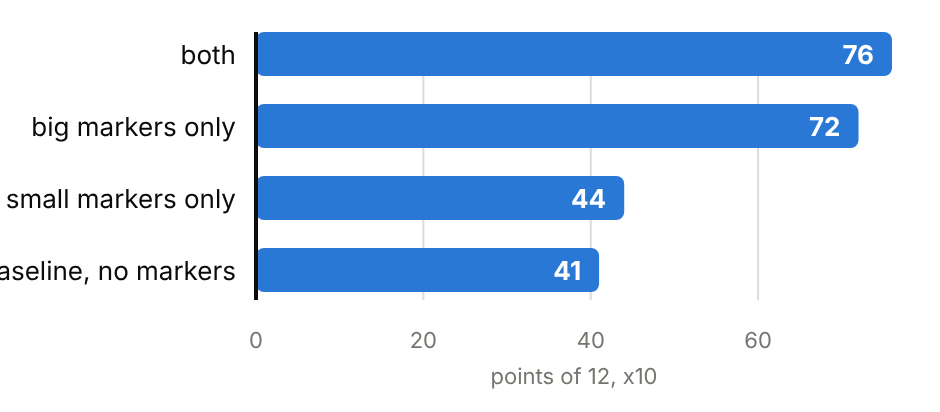 both
76
big markers only
72
small markers only
44
aseline, no markers
41
0 20 40 60
points of 12, x10